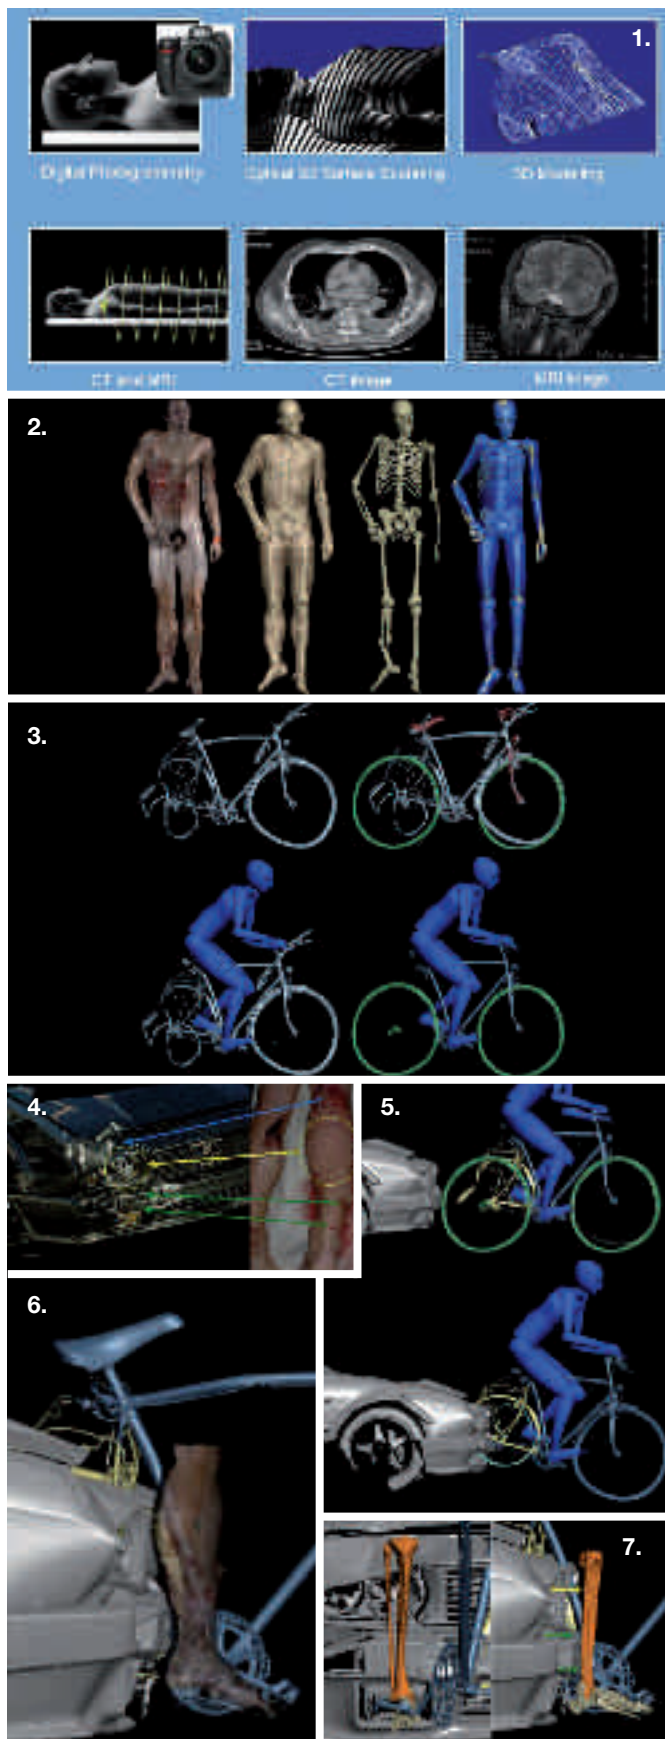 1.
Digital Photogrammetry
Optical 3D Surface Scanning
3D Modeling
CT and MRI
CT Image
MRI Image
2.
3.
4.
5.
6.
7.